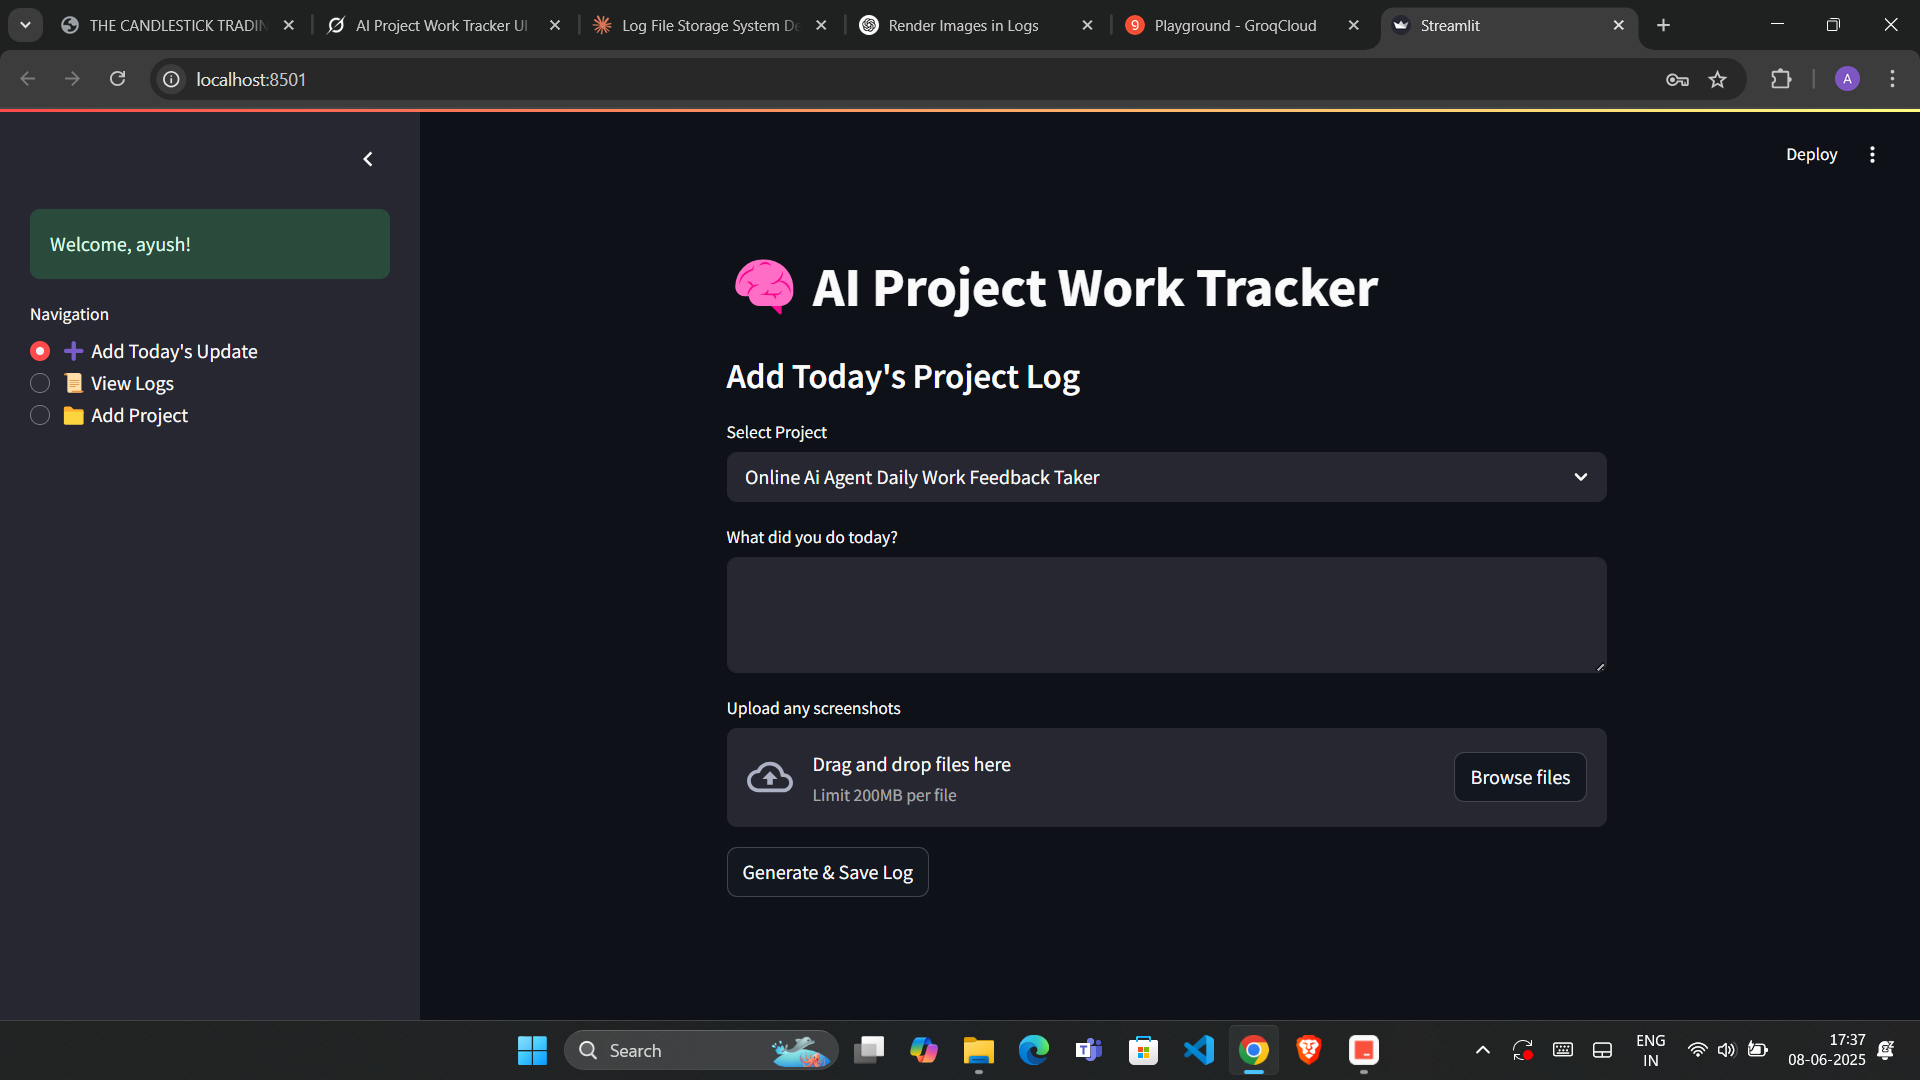 THE CANDLESTICK TRADIN
AI Project Work Tracker UI
Log File Storage System De
Render Images in Logs
9 Playground - GroqCloud
Streamlit
localhost:8501
A
Deploy
Welcome, ayush!
Navigation
Add Today's Update
View Logs
Add Project
AI Project Work Tracker
Add Today's Project Log
Select Project
Online Ai Agent Daily Work Feedback Taker
What did you do today?
Upload any screenshots
Drag and drop files here
Limit 200MB per file
Browse files
Generate & Save Log
Search
ENG
IN
17:37
08-06-2025